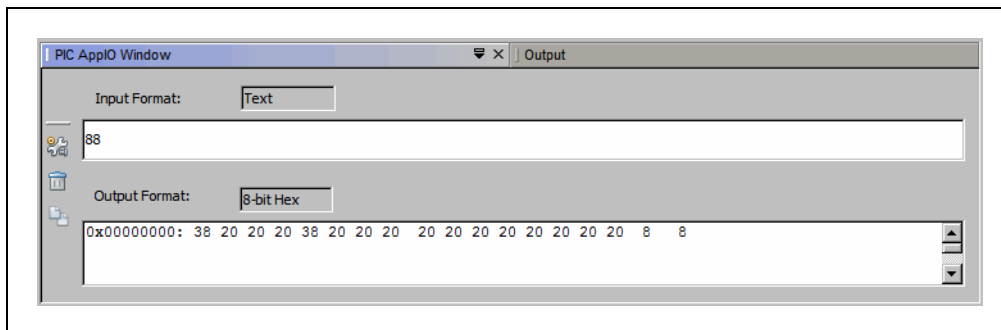 PIC AppIO Window Output
Input Format: Text
88
Output Format: 8-bit Hex
0x00000000: 38 20 20 20 38 20 20 20  20 20 20 20 20 20 20 20  8   8